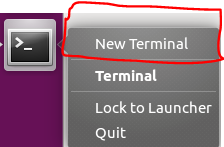 New Terminal
Terminal
Lock to Launcher
Quit